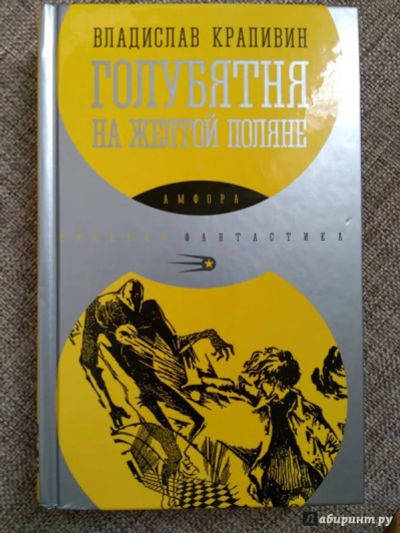 ВЛАДИСЛАВ КРАПИВИН
ГОЛУБЯТНЯ
НА ЖЕЛТОЙ ПОЛЯНЕ
АМФОРА
ФАНТАСТИКА
Лабиринт.ру